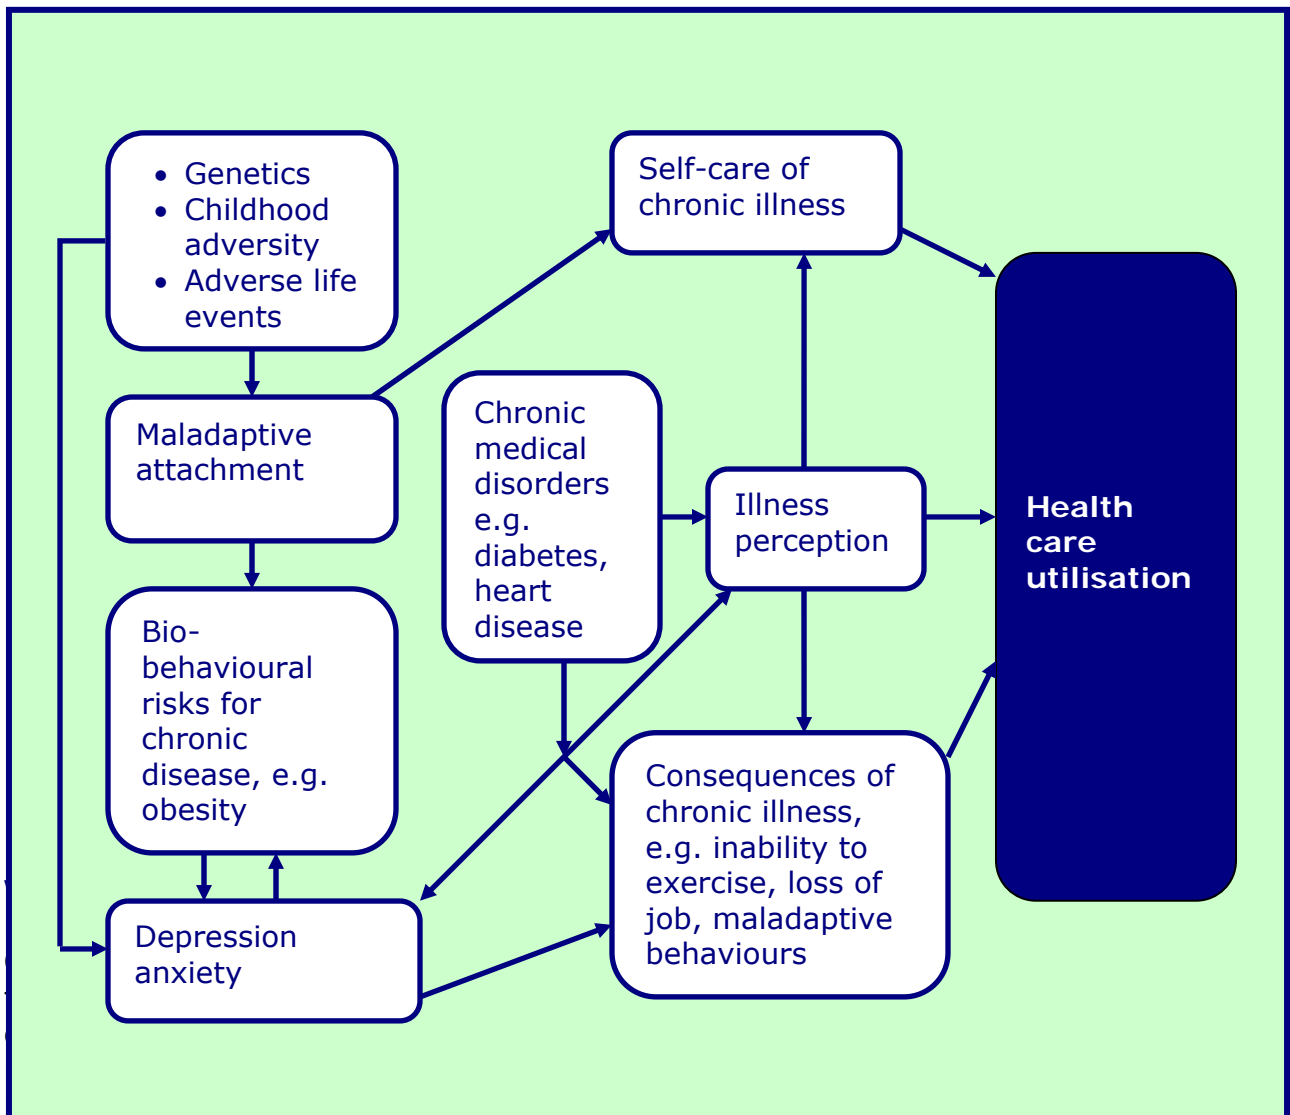 • Genetics
• Childhood
adversity
• Adverse life
events
Self-care of
chronic illness
Maladaptive
attachment
Chronic
medical
disorders
e.g.
diabetes,
heart
disease
Illness
perception
Health
care
utilisation
Bio-
behavioural
risks for
chronic
disease, e.g.
obesity
Consequences of
chronic illness,
e.g. inability to
exercise, loss of
job, maladaptive
behaviours
Depression
anxiety